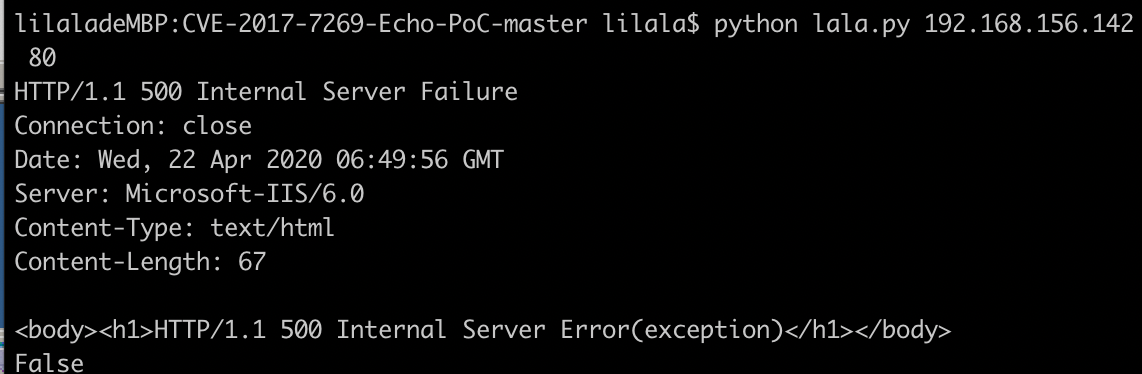 lilaladeMBP:CVE-2017-7269-Echo-PoC-master lilala$ python lala.py 192.168.156.142
80
HTTP/1.1 500 Internal Server Failure
Connection: close
Date: Wed, 22 Apr 2020 06:49:56 GMT
Server: Microsoft-IIS/6.0
Content-Type: text/html
Content-Length: 67

<body><h1>HTTP/1.1 500 Internal Server Error(exception)</h1></body>
False